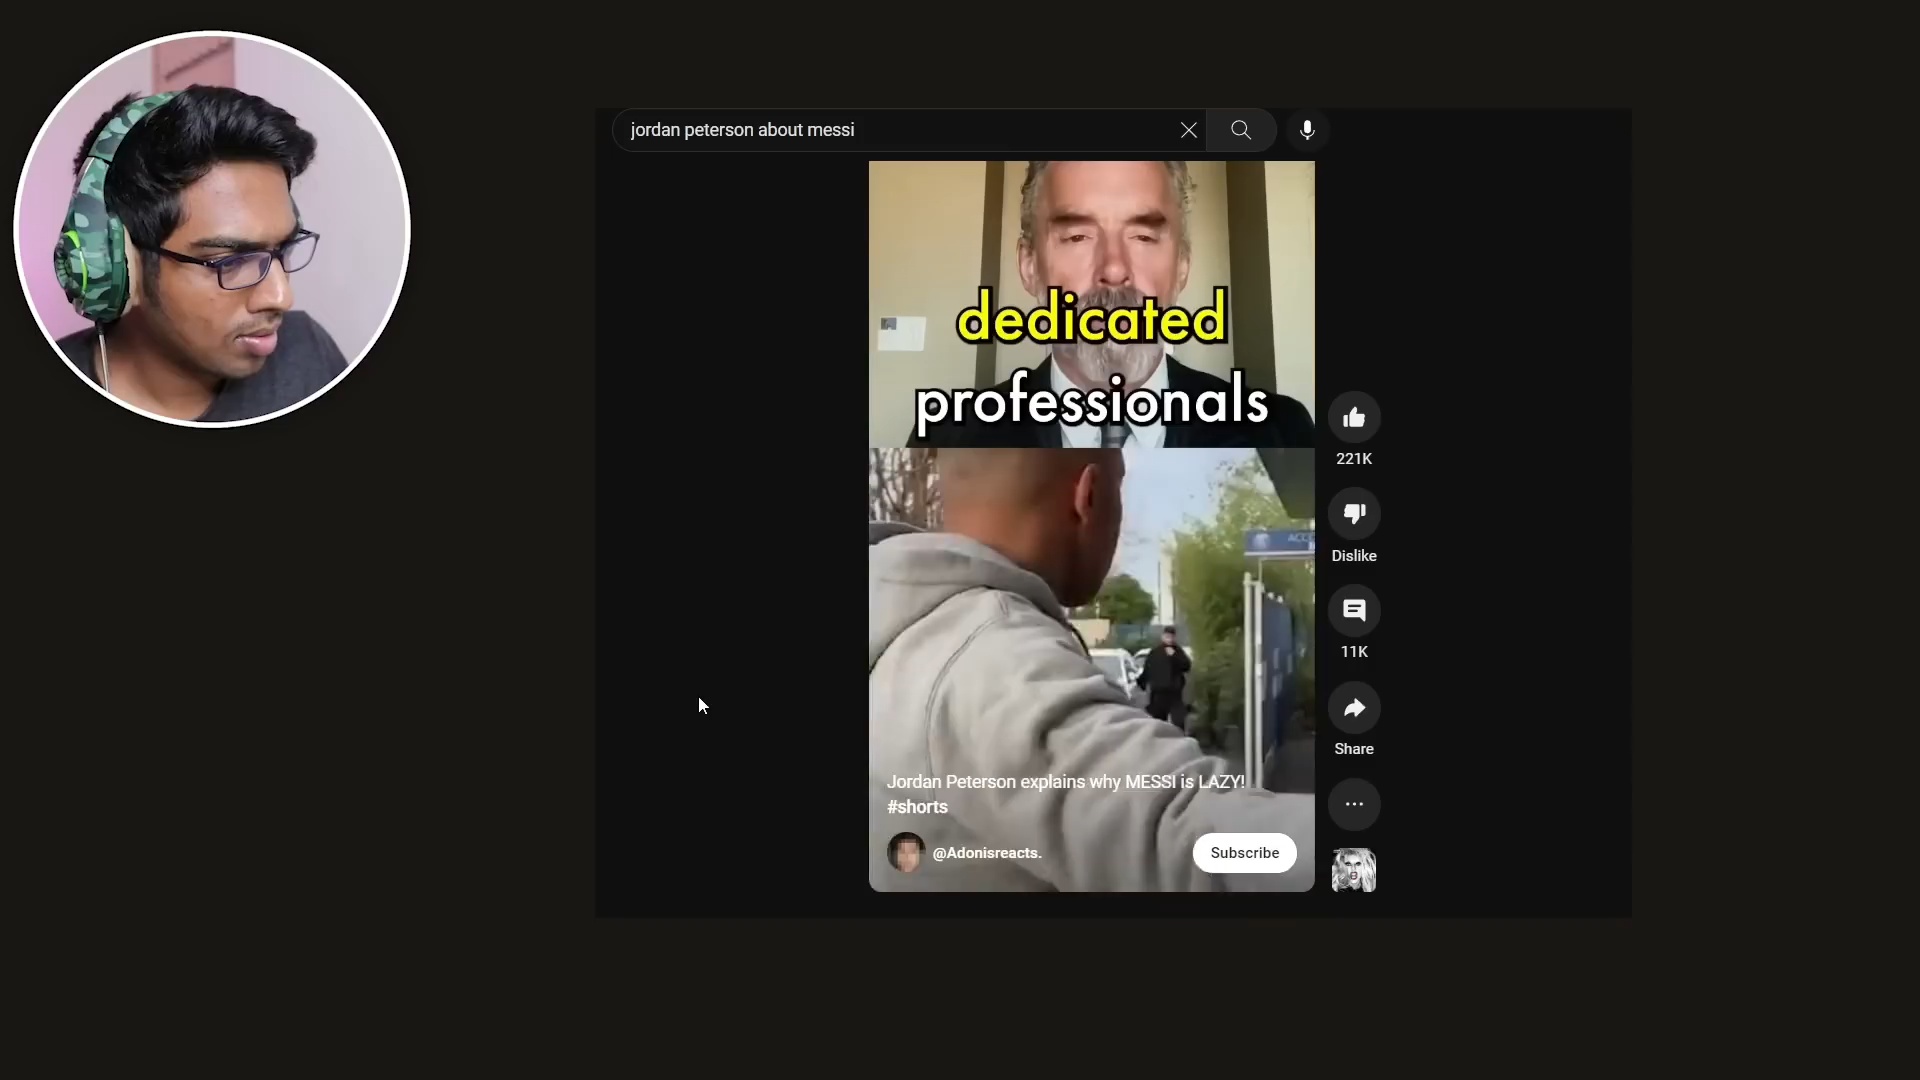 jordan peterson about messi
dedicated
professionals
221K
Dislike
11K
Share
Jordan Peterson explains why MESSI is LAZY!
#shorts
@Adonisreacts.
Subscribe